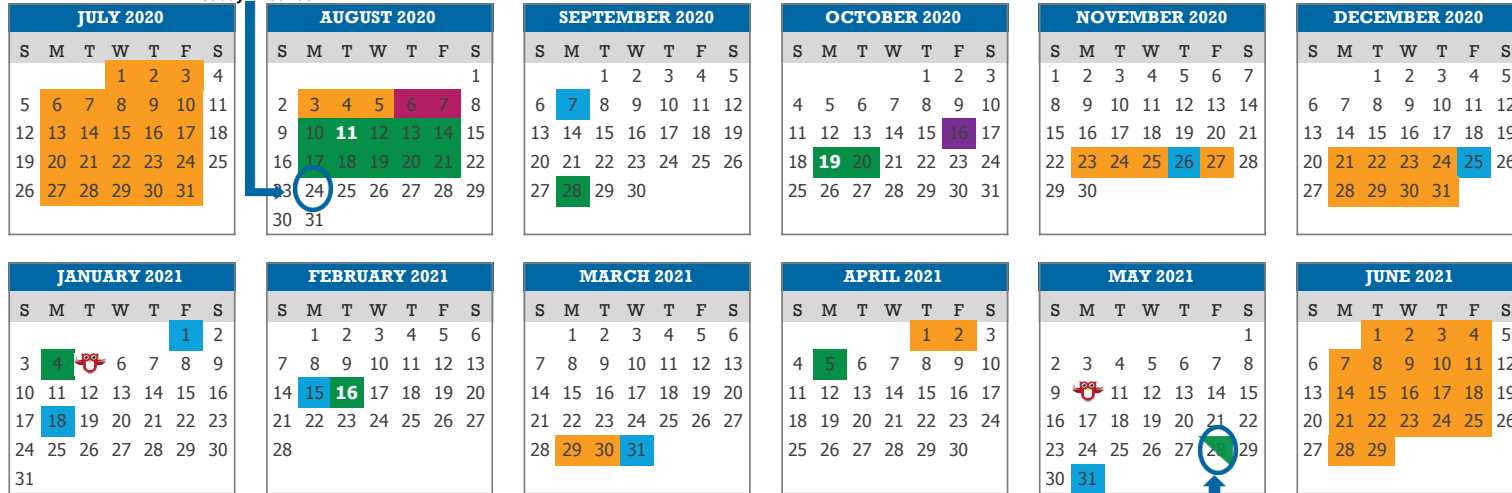 JULY 2020
S M T W T F S
1 2 3 4
5 6 7 8 9 10 11
12 13 14 15 16 17 18
19 20 21 22 23 24 25
26 27 28 29 30 31
AUGUST 2020
S M T W T F S
1
2 3 4 5 6 7 8
9 10 11 12 13 14 15
16 17 18 19 20 21 22
23 24 25 26 27 28 29
30 31
SEPTEMBER 2020
S M T W T F S
1 2 3 4 5
6 7 8 9 10 11 12
13 14 15 16 17 18 19
20 21 22 23 24 25 26
27 28 29 30
OCTOBER 2020
S M T W T F S
1 2 3
4 5 6 7 8 9 10
11 12 13 14 15 16 17
18 19 20 21 22 23 24
25 26 27 28 29 30 31
NOVEMBER 2020
S M T W T F S
1 2 3 4 5 6 7
8 9 10 11 12 13 14
15 16 17 18 19 20 21
22 23 24 25 26 27 28
29 30
DECEMBER 2020
S M T W T F S
1 2 3 4 5
6 7 8 9 10 11 12
13 14 15 16 17 18 19
20 21 22 23 24 25 26
27 28 29 30 31
JANUARY 2021
S M T W T F S
1 2
3 4 6 7 8 9
10 11 12 13 14 15 16
17 18 19 20 21 22 23
24 25 26 27 28 29 30
31
FEBRUARY 2021
S M T W T F S
1 2 3 4 5 6
7 8 9 10 11 12 13
14 15 16 17 18 19 20
21 22 23 24 25 26 27
28
MARCH 2021
S M T W T F S
1 2 3 4 5 6
7 8 9 10 11 12 13
14 15 16 17 18 19 20
21 22 23 24 25 26 27
28 29 30 31
APRIL 2021
S M T W T F S
1 2 3
4 5 6 7 8 9 10
11 12 13 14 15 16 17
18 19 20 21 22 23 24
25 26 27 28 29 30
MAY 2021
S M T W T F S
1
2 3 4 5 6 7 8
9 11 12 13 14 15
16 17 18 19 20 21 22
23 24 25 26 27 28 29
30 31
JUNE 2021
S M T W T F S
1 2 3 4 5
6 7 8 9 10 11 12
13 14 15 16 17 18 19
20 21 22 23 24 25 26
27 28 29